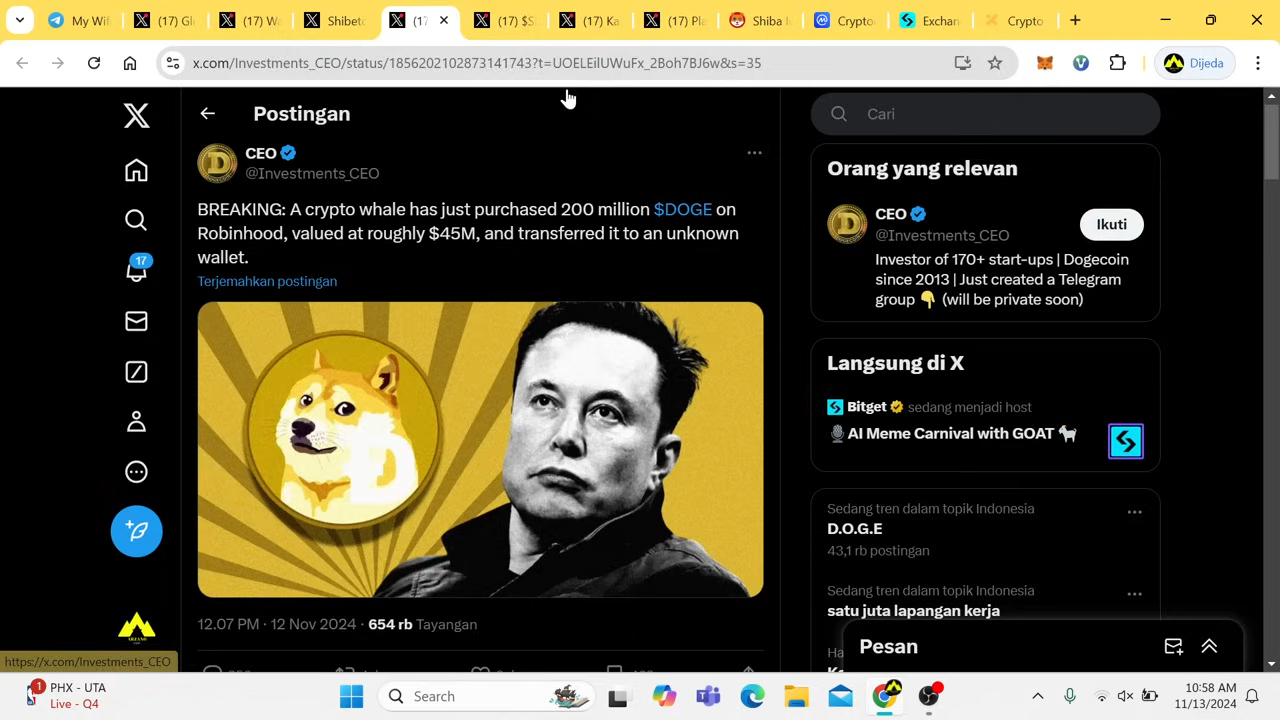 My Wif
(17) Gl
(17) Wa
Shibeto
(17
(17) $S
(17) Ka
(17) Pla
Shiba I
Crypto
Exchan
Crypto
x.com/Investments_CEO/status/1856202102873141743?t=UOELEilUWuFx_2Boh7BJ6w&s=35
Dijeda
Postingan
CEO
@Investments_CEO
BREAKING: A crypto whale has just purchased 200 million $DOGE on
Robinhood, valued at roughly $45M, and transferred it to an unknown
wallet.
Terjemahkan postingan
12.07 PM · 12 Nov 2024 · 654 rb Tayangan
17
Cari
Orang yang relevan
CEO
@Investments_CEO
Ikuti
Investor of 170+ start-ups | Dogecoin
since 2013 | Just created a Telegram
group 👇 (will be private soon)
Langsung di X
Bitget sedang menjadi host
🎙️AI Meme Carnival with GOAT 🐐
Sedang tren dalam topik Indonesia
D.O.G.E
43,1 rb postingan
Sedang tren dalam topik Indonesia
satu juta lapangan kerja
Pesan
https://x.com/Investments_CEO
1
PHX - UTA
Live - Q4
Search
10:58 AM
11/13/2024